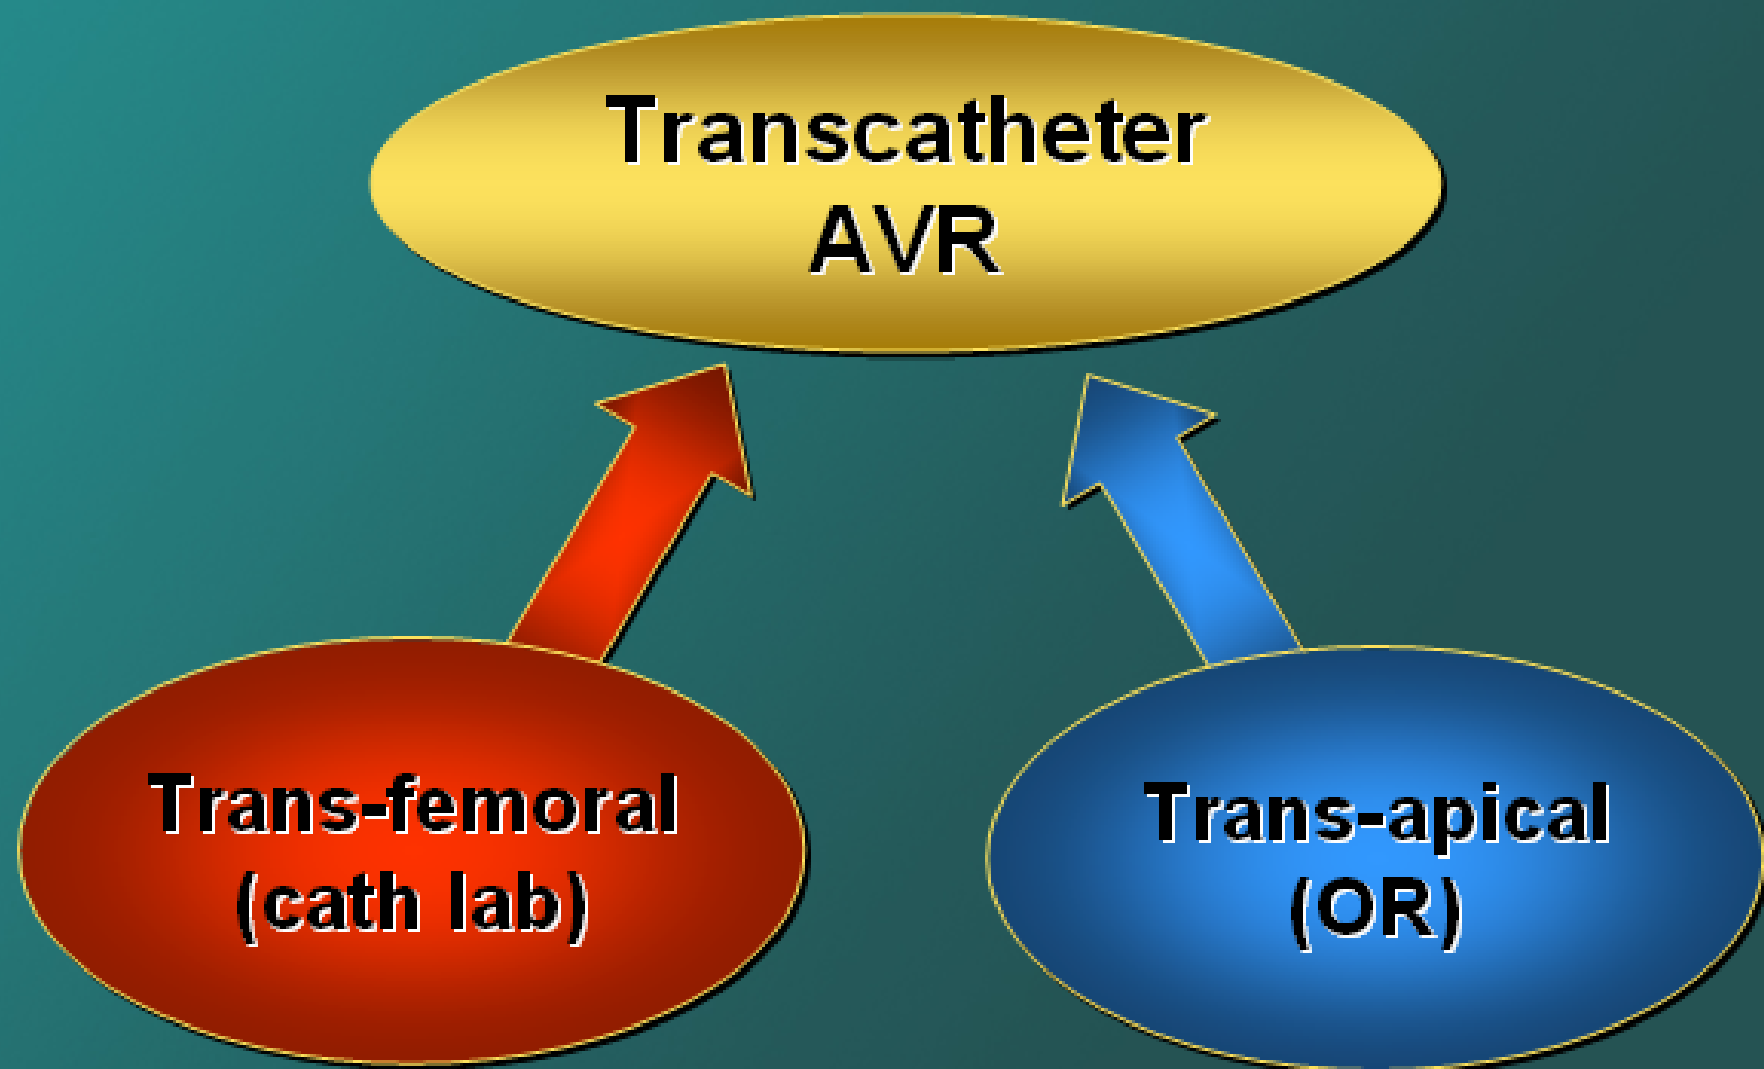 Transcatheter
AVR
Trans-femoral
(cath lab)
Trans-apical
(OR)